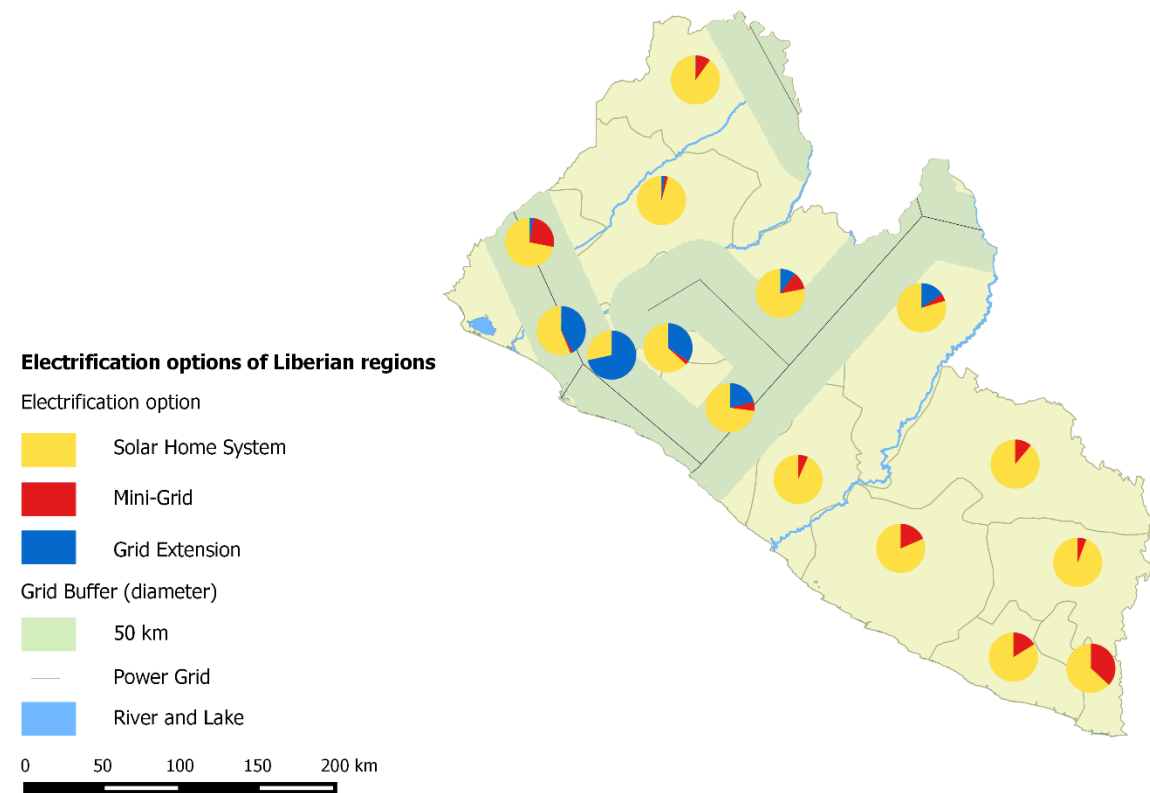 Electrification options of Liberian regions
Electrification option
Solar Home System
Mini-Grid
Grid Extension
Grid Buffer (diameter)
50 km
Power Grid
River and Lake
0 50 100 150 200 km